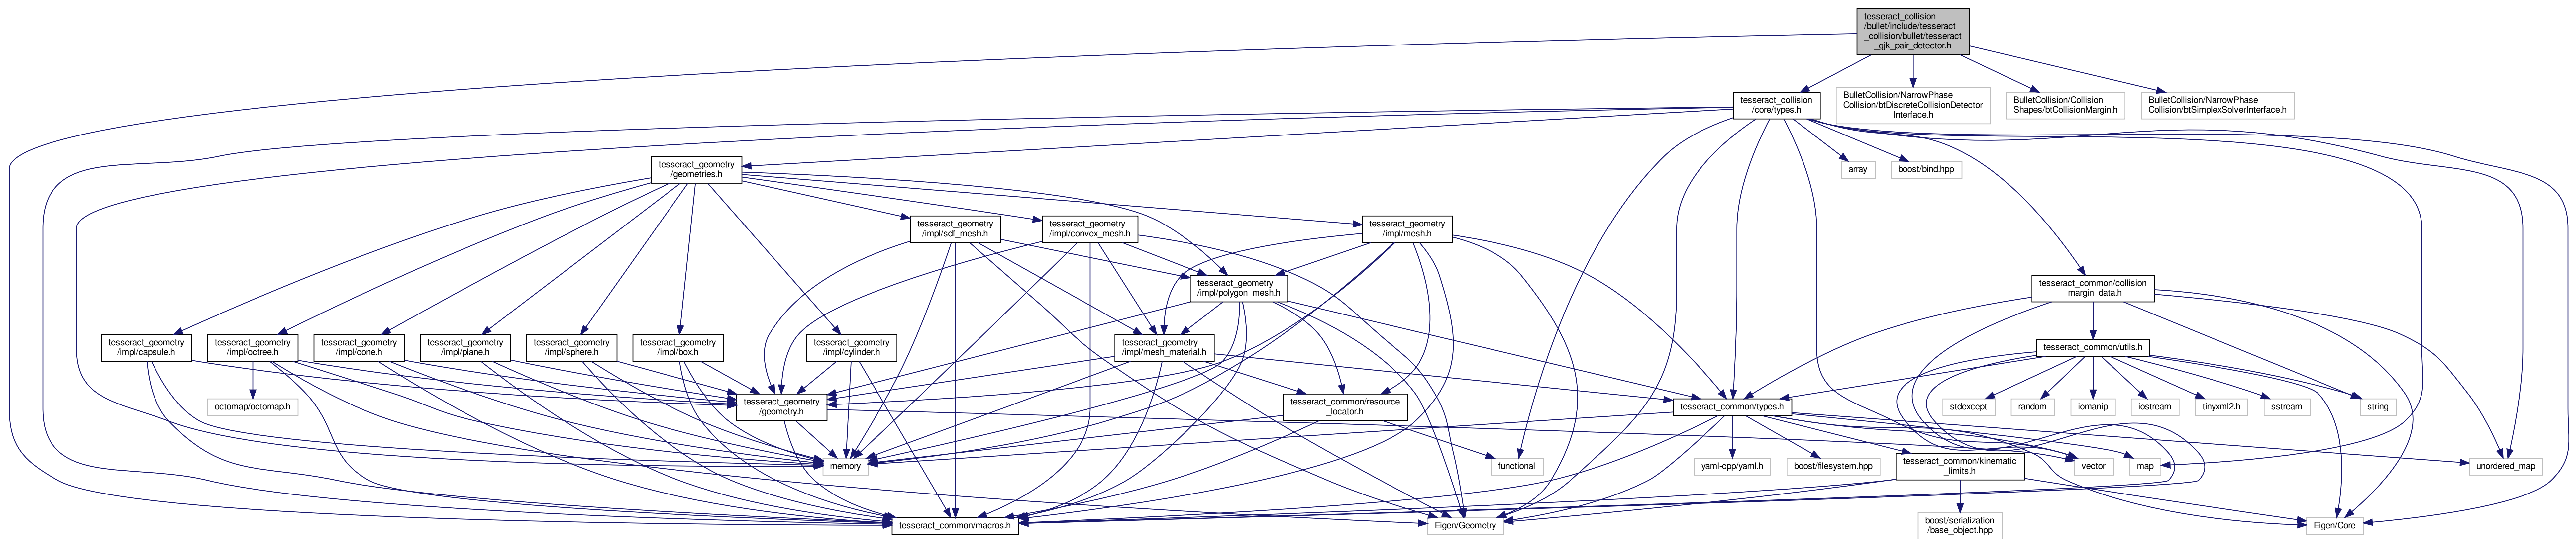 tesseract_collision
/bullet/include/tesseract
_collision/bullet/tesseract
_gjk_pair_detector.h
tesseract_collision
/core/types.h
BulletCollision/NarrowPhase
Collision/btDiscreteCollisionDetector
Interface.h
BulletCollision/Collision
Shapes/btCollisionMargin.h
BulletCollision/NarrowPhase
Collision/btSimplexSolverInterface.h
tesseract_geometry
/geometries.h
array
boost/bind.hpp
tesseract_geometry
/impl/sdf_mesh.h
tesseract_geometry
/impl/convex_mesh.h
tesseract_geometry
/impl/mesh.h
tesseract_geometry
/impl/polygon_mesh.h
tesseract_common/collision
_margin_data.h
tesseract_geometry
/impl/capsule.h
tesseract_geometry
/impl/octree.h
tesseract_geometry
/impl/cone.h
tesseract_geometry
/impl/plane.h
tesseract_geometry
/impl/sphere.h
tesseract_geometry
/impl/box.h
tesseract_geometry
/impl/cylinder.h
tesseract_geometry
/impl/mesh_material.h
tesseract_common/utils.h
octomap/octomap.h
tesseract_geometry
/geometry.h
tesseract_common/resource
_locator.h
tesseract_common/types.h
stdexcept
random
iomanip
iostream
tinyxml2.h
sstream
string
memory
functional
yaml-cpp/yaml.h
boost/filesystem.hpp
tesseract_common/kinematic
_limits.h
vector
map
unordered_map
tesseract_common/macros.h
Eigen/Geometry
boost/serialization
/base_object.hpp
Eigen/Core